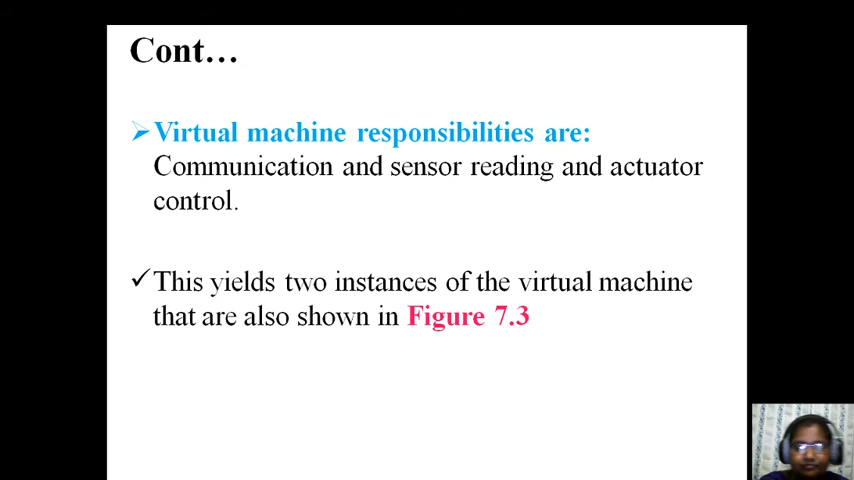 Cont…
Virtual machine responsibilities are:
Communication and sensor reading and actuator
control.
This yields two instances of the virtual machine
that are also shown in Figure 7.3